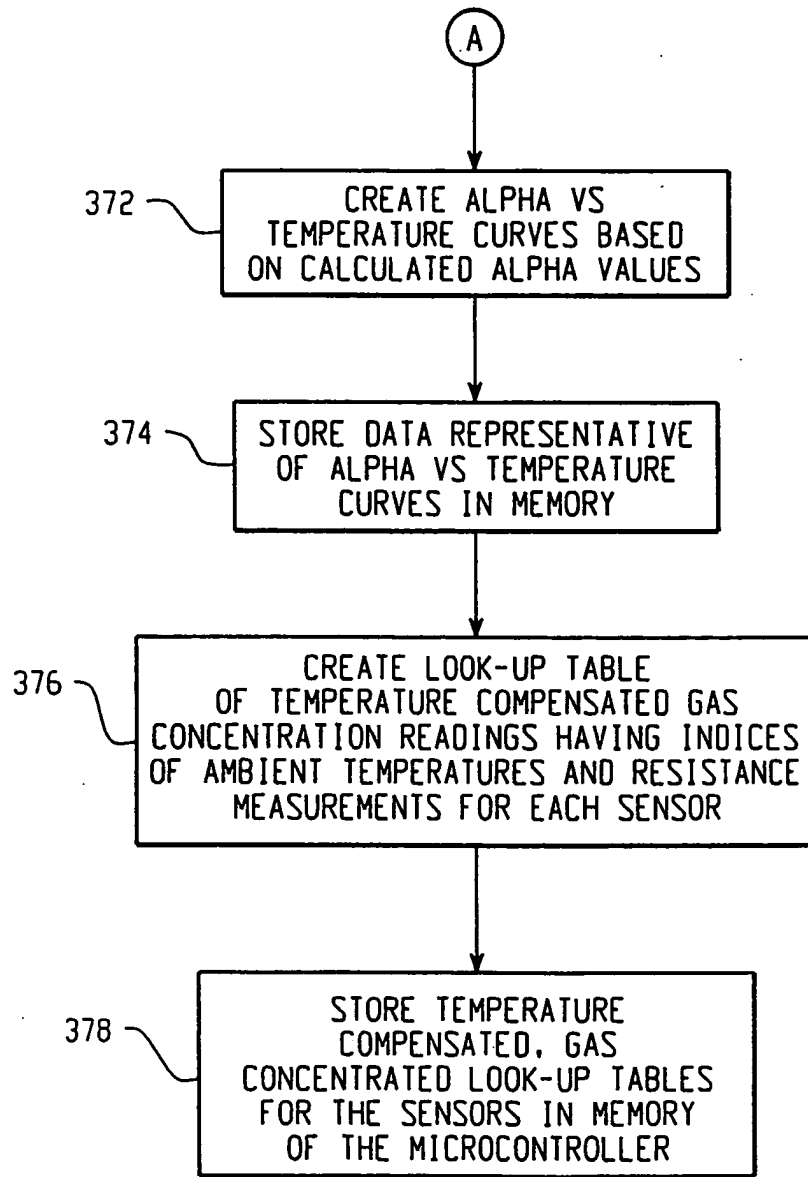 A
372
CREATE ALPHA VS
TEMPERATURE CURVES BASED
ON CALCULATED ALPHA VALUES
374
STORE DATA REPRESENTATIVE
OF ALPHA VS TEMPERATURE
CURVES IN MEMORY
376
CREATE LOOK-UP TABLE
OF TEMPERATURE COMPENSATED GAS
CONCENTRATION READINGS HAVING INDICES
OF AMBIENT TEMPERATURES AND RESISTANCE
MEASUREMENTS FOR EACH SENSOR
378
STORE TEMPERATURE
COMPENSATED, GAS
CONCENTRATED LOOK-UP TABLES
FOR THE SENSORS IN MEMORY
OF THE MICROCONTROLLER